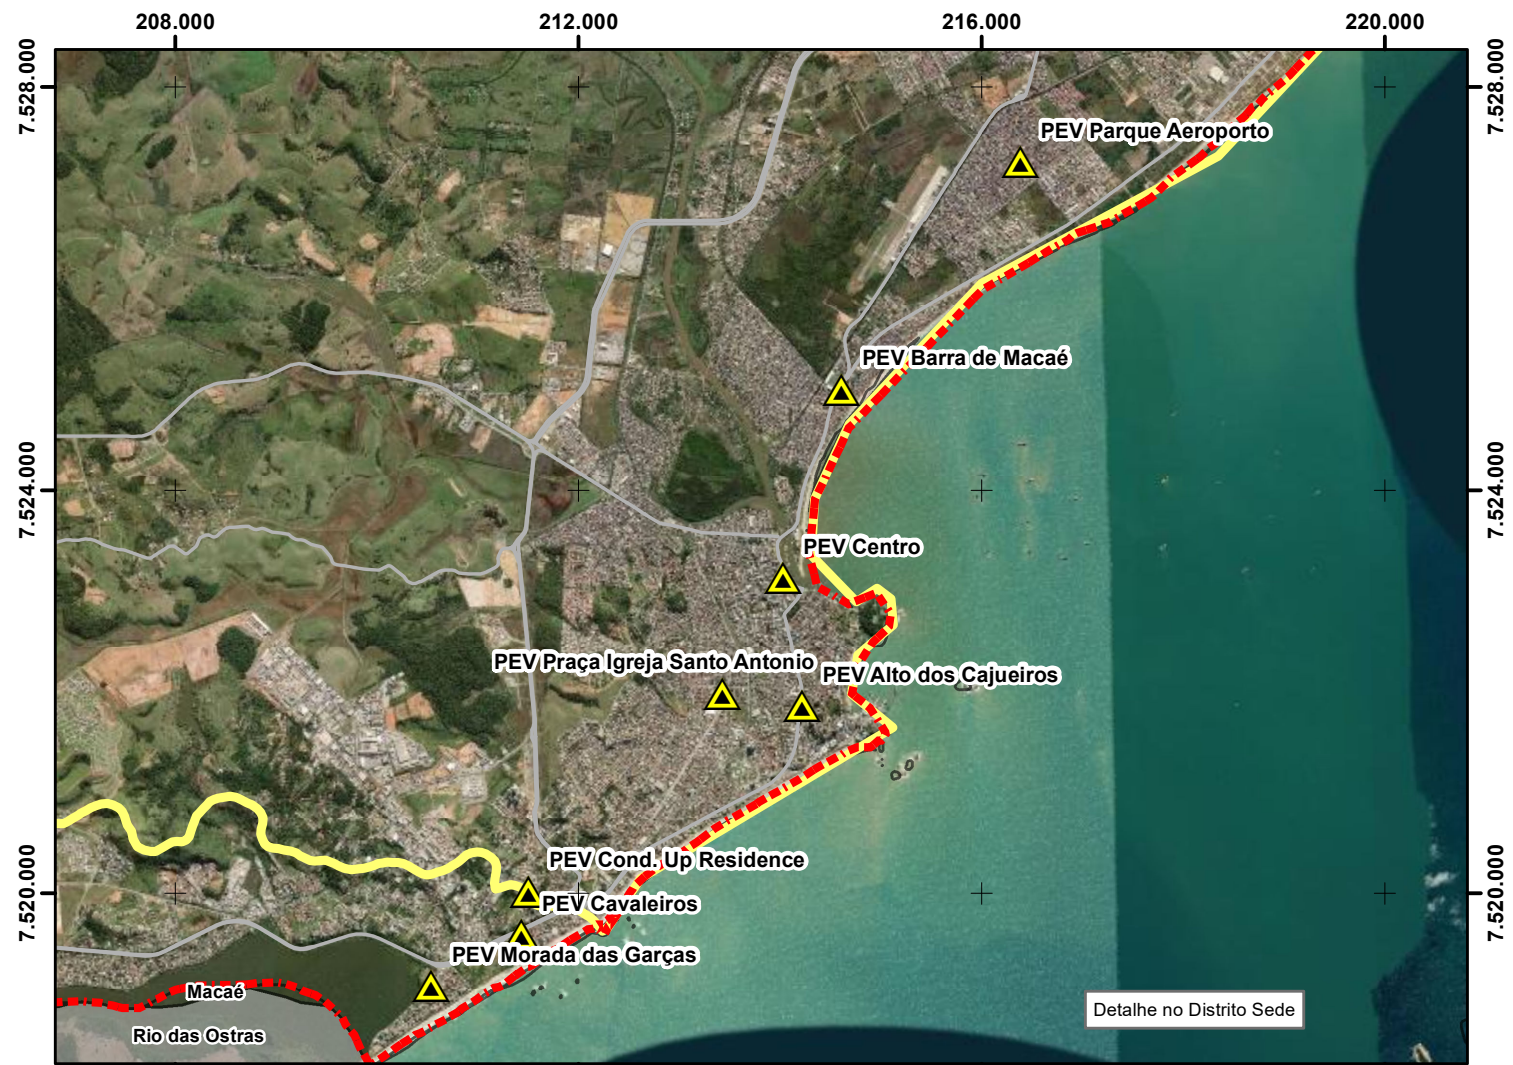 208.000
212.000
216.000
220.000
7.528.000
7.528.000
PEV Parque Aeroporto
PEV Barra de Macaé
7.524.000
7.524.000
PEV Centro
PEV Praça Igreja Santo Antonio
PEV Alto dos Cajueiros
PEV Cond. Up Residence
7.520.000
7.520.000
PEV Cavaleiros
PEV Morada das Garças
Macaé
Detalhe no Distrito Sede
Rio das Ostras